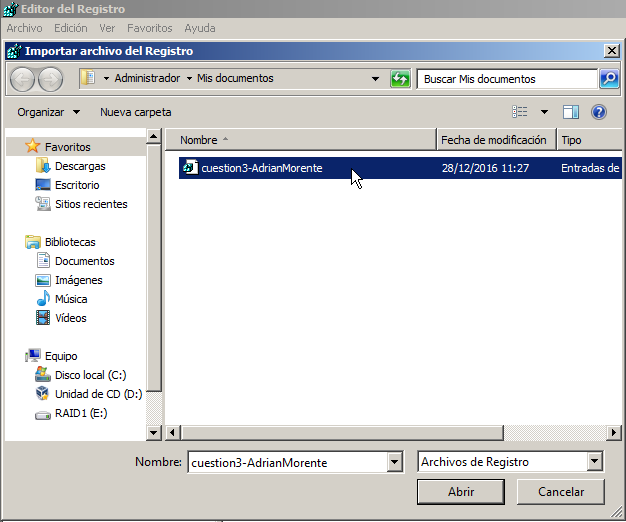 Editor del Registro
Archivo Edición Ver Favoritos Ayuda
Importar archivo del Registro
Administrador Mis documentos
Buscar Mis documentos
Organizar Nueva carpeta
Nombre Fecha de modificación Tipo
cuestion3-AdrianMorente 28/12/2016 11:27 Entradas de
Favoritos
Descargas
Escritorio
Sitios recientes
Bibliotecas
Documentos
Imágenes
Música
Vídeos
Equipo
Disco local (C:)
Unidad de CD (D:)
RAID1 (E:)
Nombre: cuestion3-AdrianMorente Archivos de Registro
Abrir Cancelar